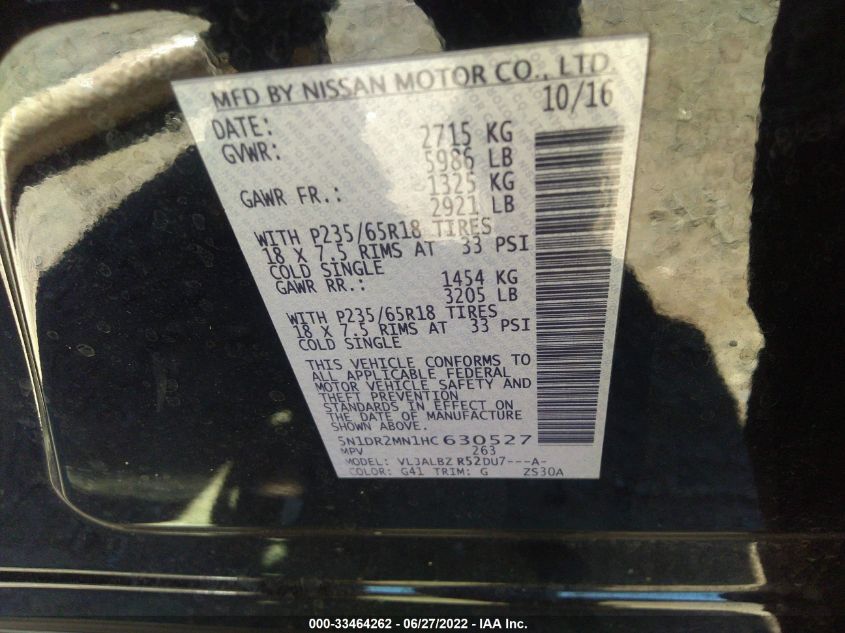 MFD BY NISSAN MOTOR CO., LTD.
DATE: 10/16
GVWR: 2715 KG
5986 LB
GAWR FR.: 1325 KG
2921 LB
WITH P235/65R18 TIRES
18 X 7.5 RIMS AT 33 PSI
COLD SINGLE
GAWR RR.: 1454 KG
3205 LB
WITH P235/65R18 TIRES
18 X 7.5 RIMS AT 33 PSI
COLD SINGLE
THIS VEHICLE CONFORMS TO
ALL APPLICABLE FEDERAL
MOTOR VEHICLE SAFETY AND
THEFT PREVENTION
STANDARDS IN EFFECT ON
THE DATE OF MANUFACTURE
SHOWN ABOVE.
5N1DR2MN1HC630527
MPV 263
MODEL: VLJALBZ R52DU7---A-
COLOR: G41 TRIM: G ZS30A
000-33464262 - 06/27/2022 - IAA Inc.